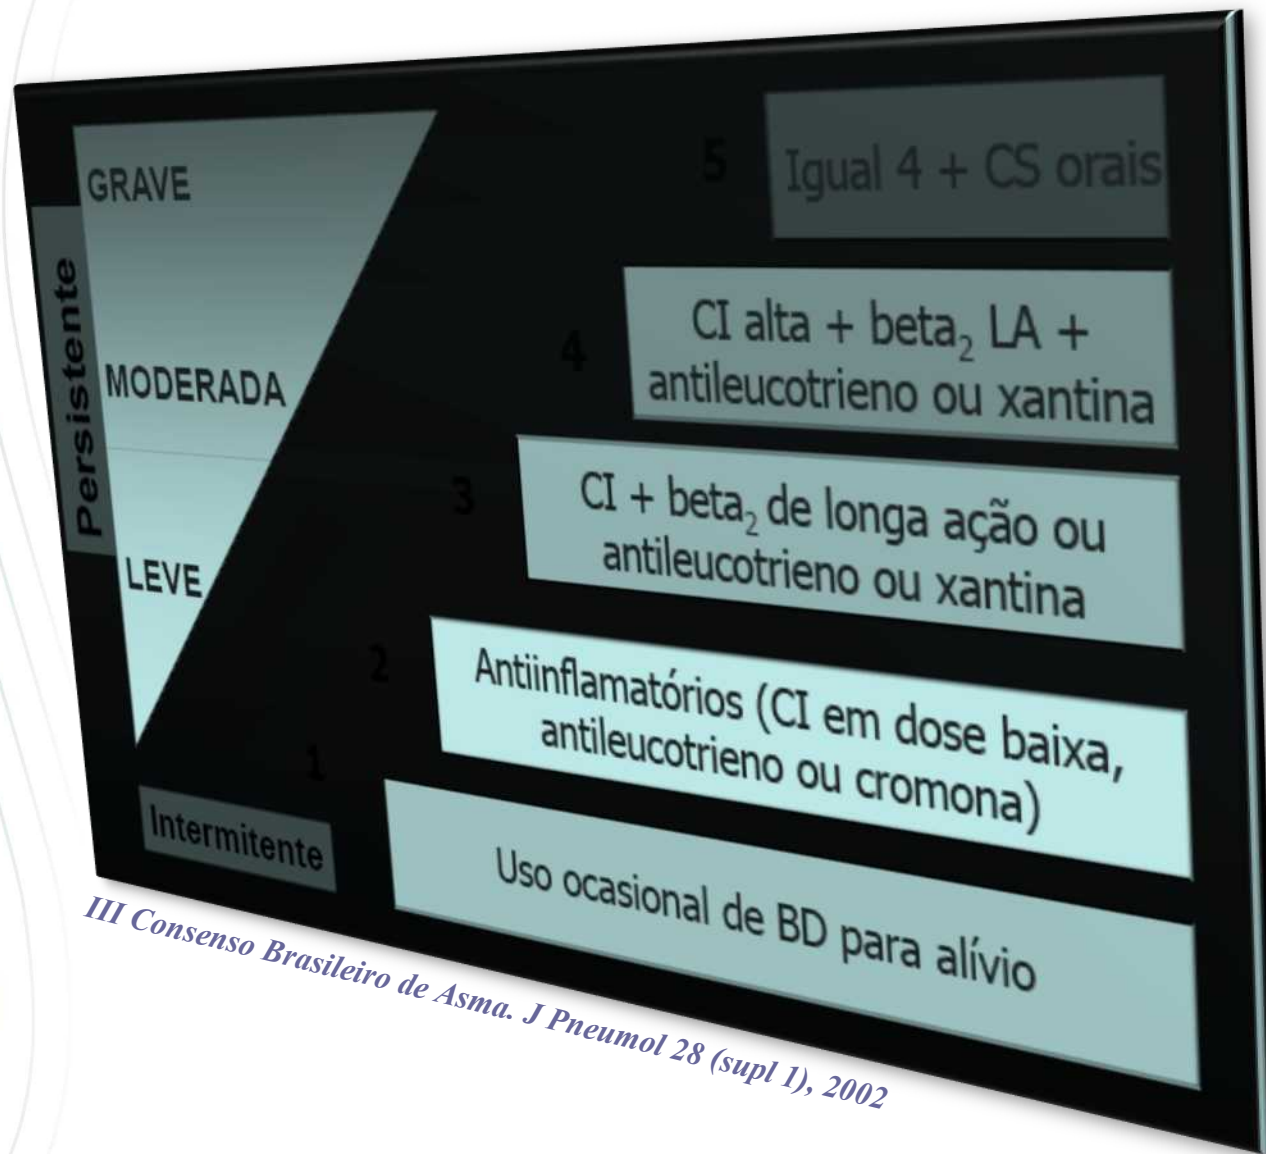 GRAVE
MODERADA
LEVE
Persistente
Intermitente
5
Igual 4 + CS orais
4
CI alta + beta₂ LA +
antileucotrieno ou xantina
3
CI + beta₂ de longa ação ou
antileucotrieno ou xantina
2
Antiinflamatórios (CI em dose baixa,
antileucotrieno ou cromona)
1
Uso ocasional de BD para alívio
III Consenso Brasileiro de Asma. J Pneumol 28 (supl 1), 2002